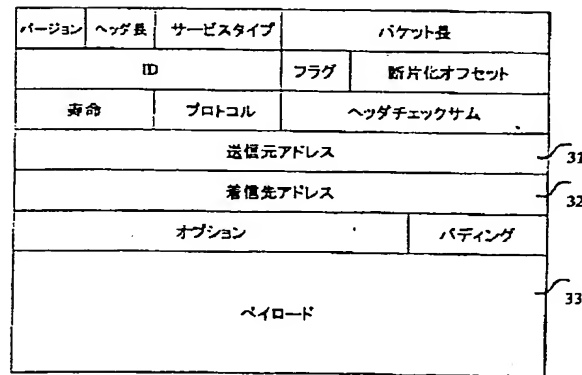 バージョン ヘッダ長 サービスタイプ パケット長
ID フラグ 断片化オフセット
寿命 プロトコル ヘッダチェックサム
送信元アドレス 31
着信先アドレス 32
オプション パディング
ペイロード 33